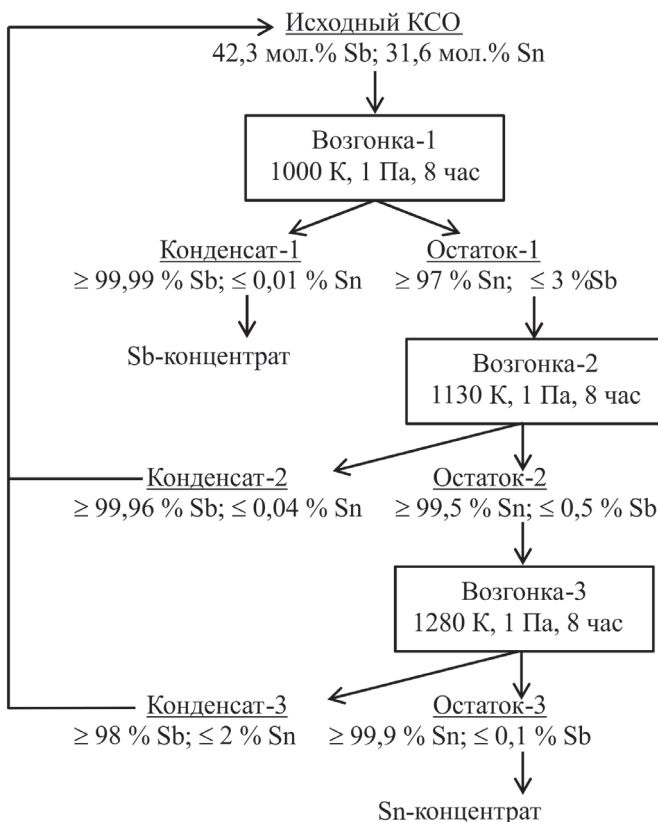 Исходный КСО
42,3 мол.% Sb; 31,6 мол.% Sn
Возгонка-1
1000 К, 1 Па, 8 час
Конденсат-1
≥ 99,99 % Sb; ≤ 0,01 % Sn
Остаток-1
≥ 97 % Sn; ≤ 3 %Sb
Sb-концентрат
Возгонка-2
1130 К, 1 Па, 8 час
Конденсат-2
≥ 99,96 % Sb; ≤ 0,04 % Sn
Остаток-2
≥ 99,5 % Sn; ≤ 0,5 % Sb
Возгонка-3
1280 К, 1 Па, 8 час
Конденсат-3
≥ 98 % Sb; ≤ 2 % Sn
Остаток-3
≥ 99,9 % Sn; ≤ 0,1 % Sb
Sn-концентрат